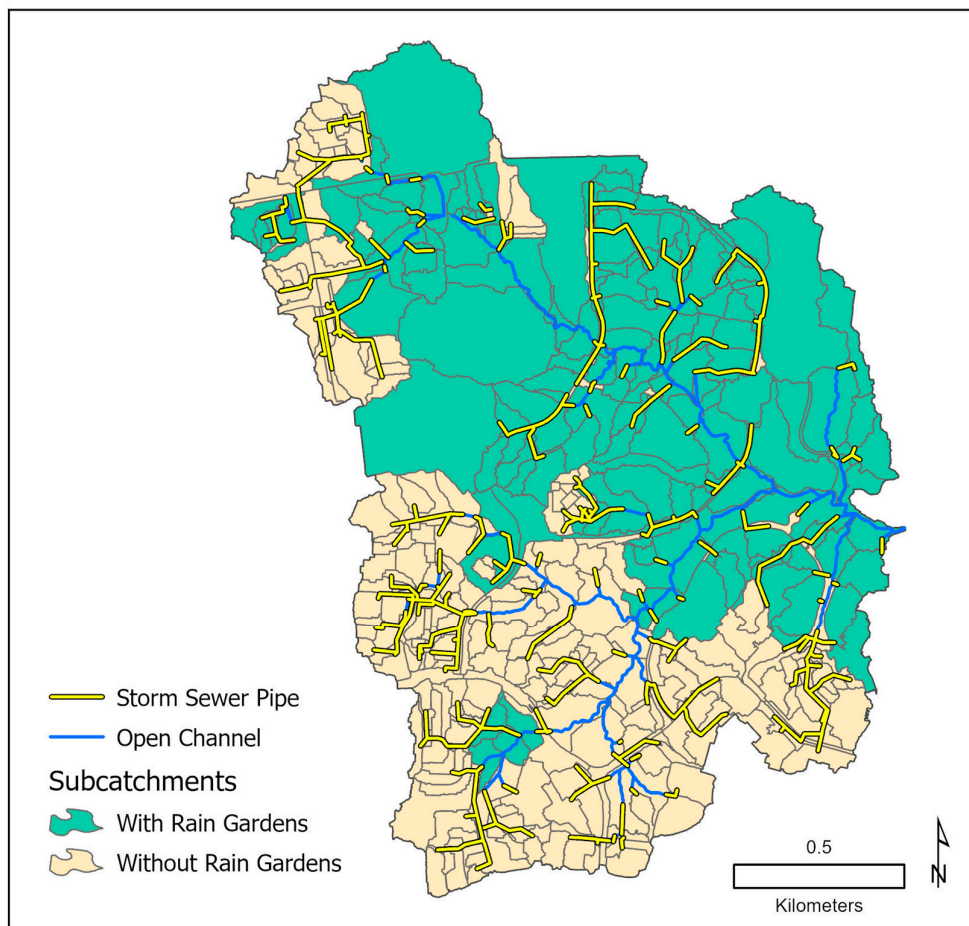 Storm Sewer Pipe
Open Channel
Subcatchments
With Rain Gardens
Without Rain Gardens
0.5
Kilometers
N